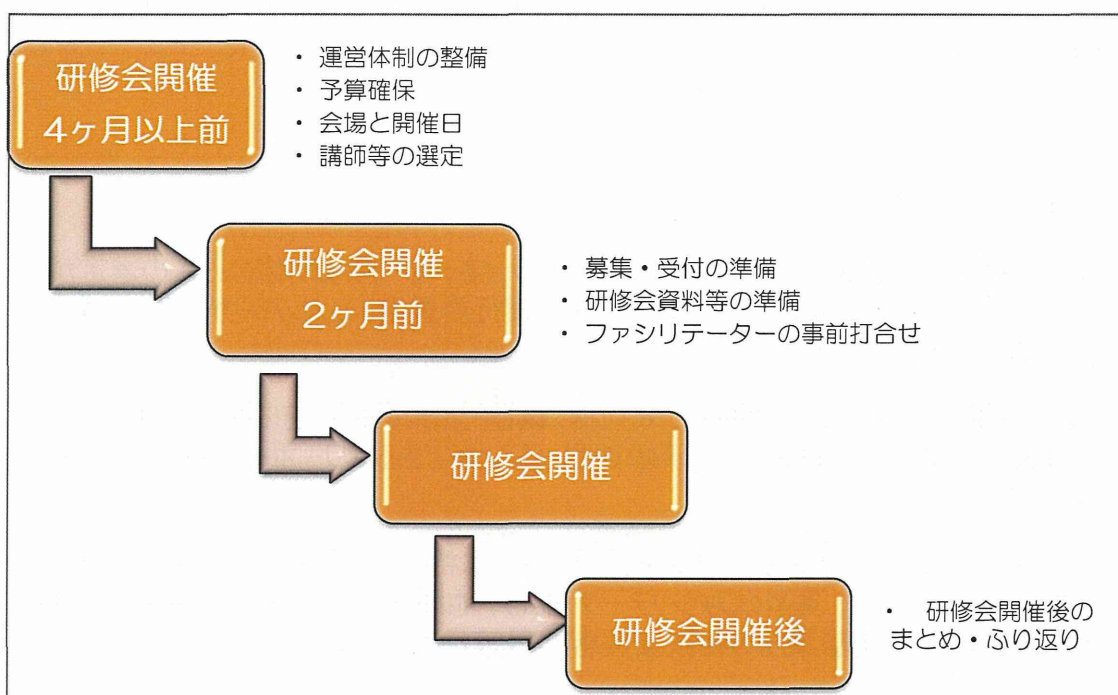 研修会開催
4ヶ月以上前
・ 運営体制の整備
・ 予算確保
・ 会場と開催日
・ 講師等の選定
研修会開催
2ヶ月前
・ 募集・受付の準備
・ 研修会資料等の準備
・ ファシリテーターの事前打合せ
研修会開催
研修会開催後
・ 研修会開催後の
まとめ・ふり返り